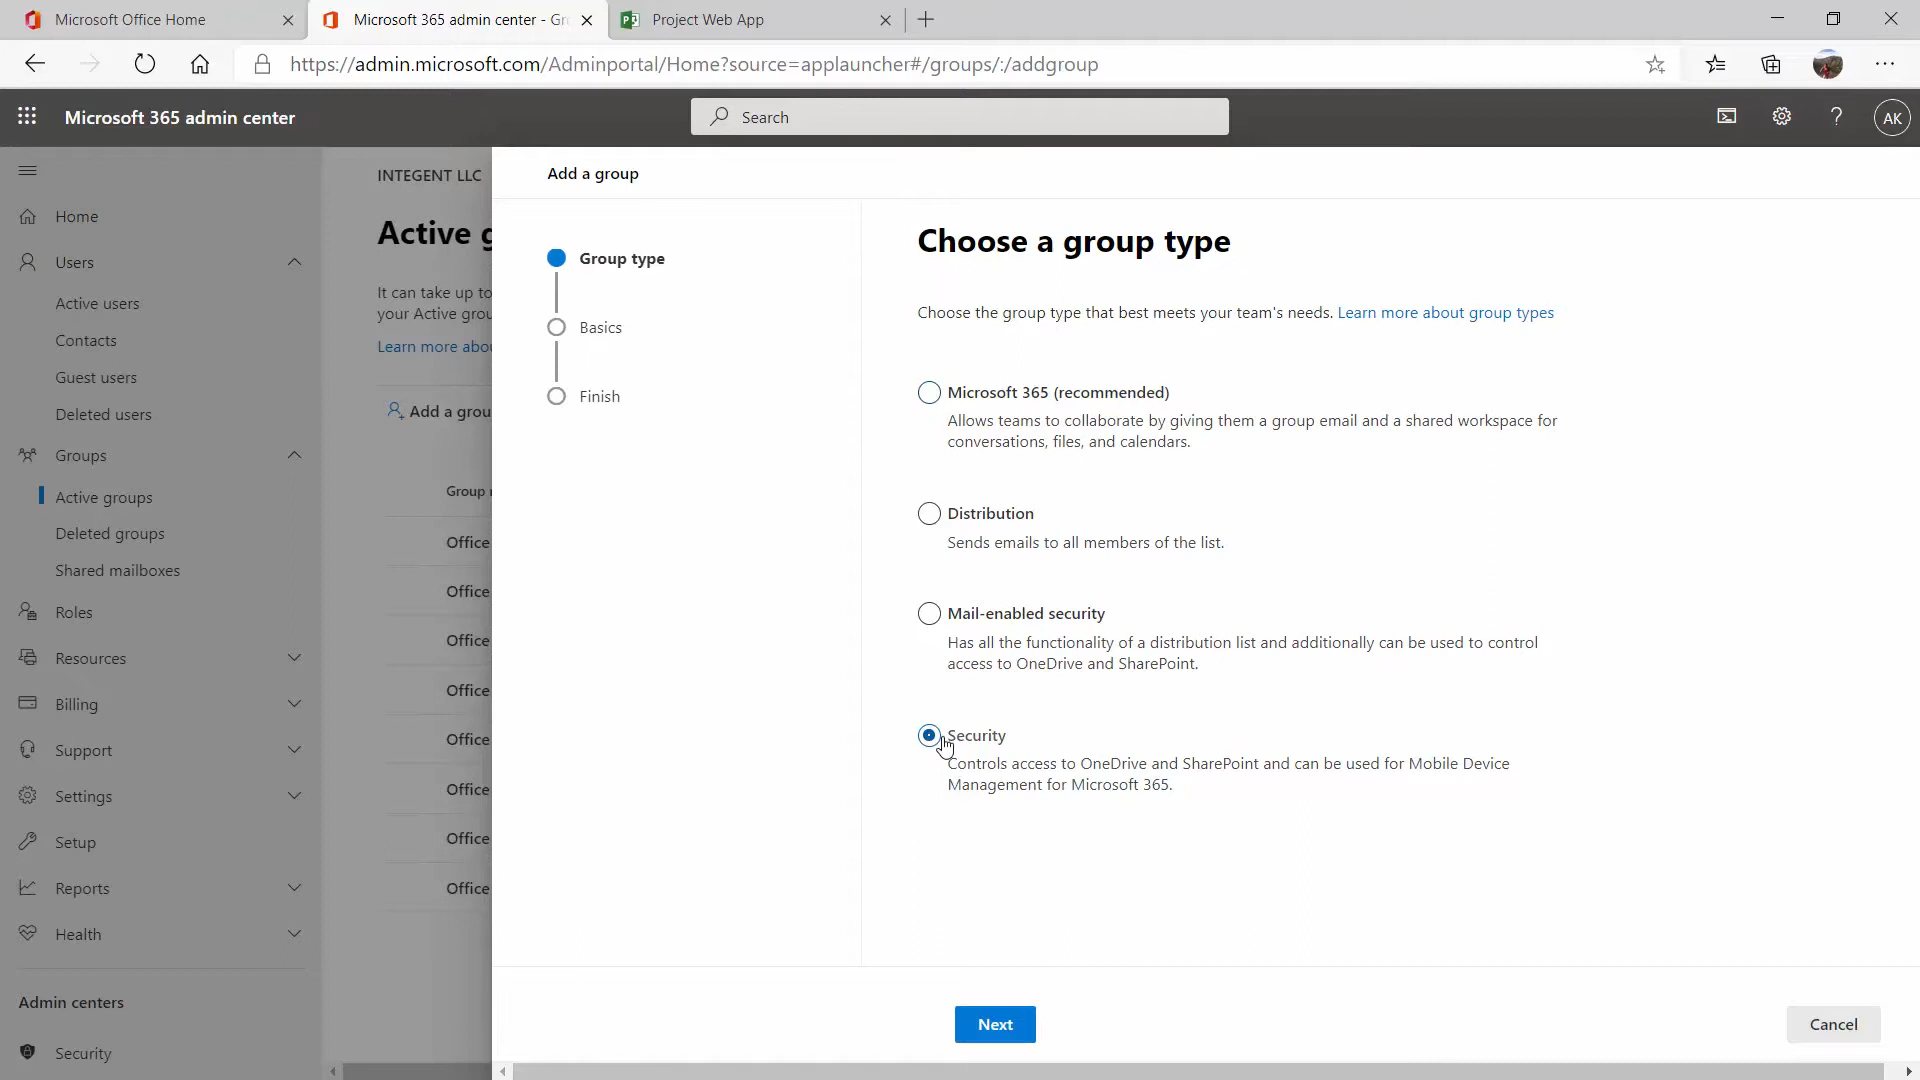 Microsoft Office Home
Microsoft 365 admin center - Gr
Project Web App
https://admin.microsoft.com/Adminportal/Home?source=applauncher#/groups/:/addgroup
Microsoft 365 admin center
Search
AK
INTEGENT LLC
Active g
It can take up to
your Active grou
Learn more abou
Add a grou
Group
Office
Office
Office
Office
Office
Office
Office
Office
Home
Users
Active users
Contacts
Guest users
Deleted users
Groups
Active groups
Deleted groups
Shared mailboxes
Roles
Resources
Billing
Support
Settings
Setup
Reports
Health
Admin centers
Security
Add a group
Group type
Basics
Finish
Choose a group type
Choose the group type that best meets your team's needs. Learn more about group types
Microsoft 365 (recommended)
Allows teams to collaborate by giving them a group email and a shared workspace for
conversations, files, and calendars.
Distribution
Sends emails to all members of the list.
Mail-enabled security
Has all the functionality of a distribution list and additionally can be used to control
access to OneDrive and SharePoint.
Security
Controls access to OneDrive and SharePoint and can be used for Mobile Device
Management for Microsoft 365.
Next
Cancel